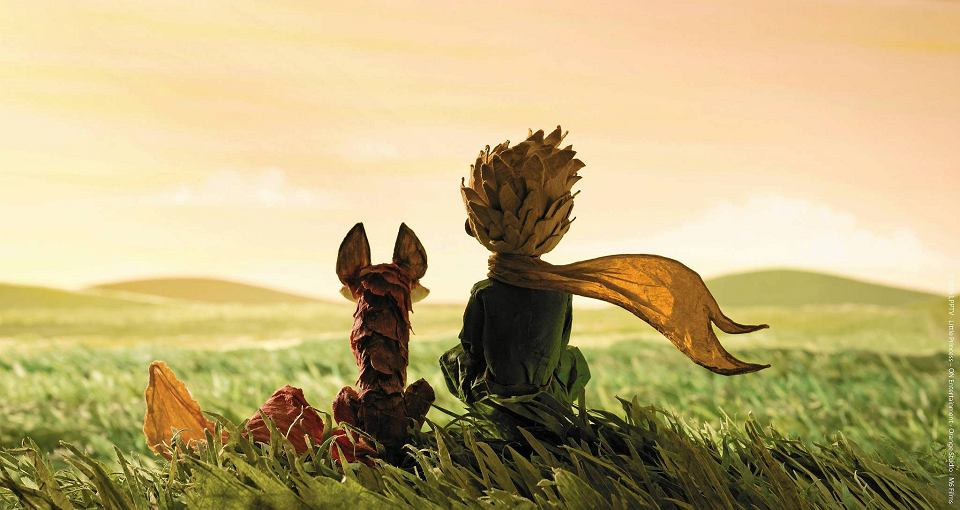 LPPTV - Little Princess - ON Entertainment - Orange Studio - M6 Films